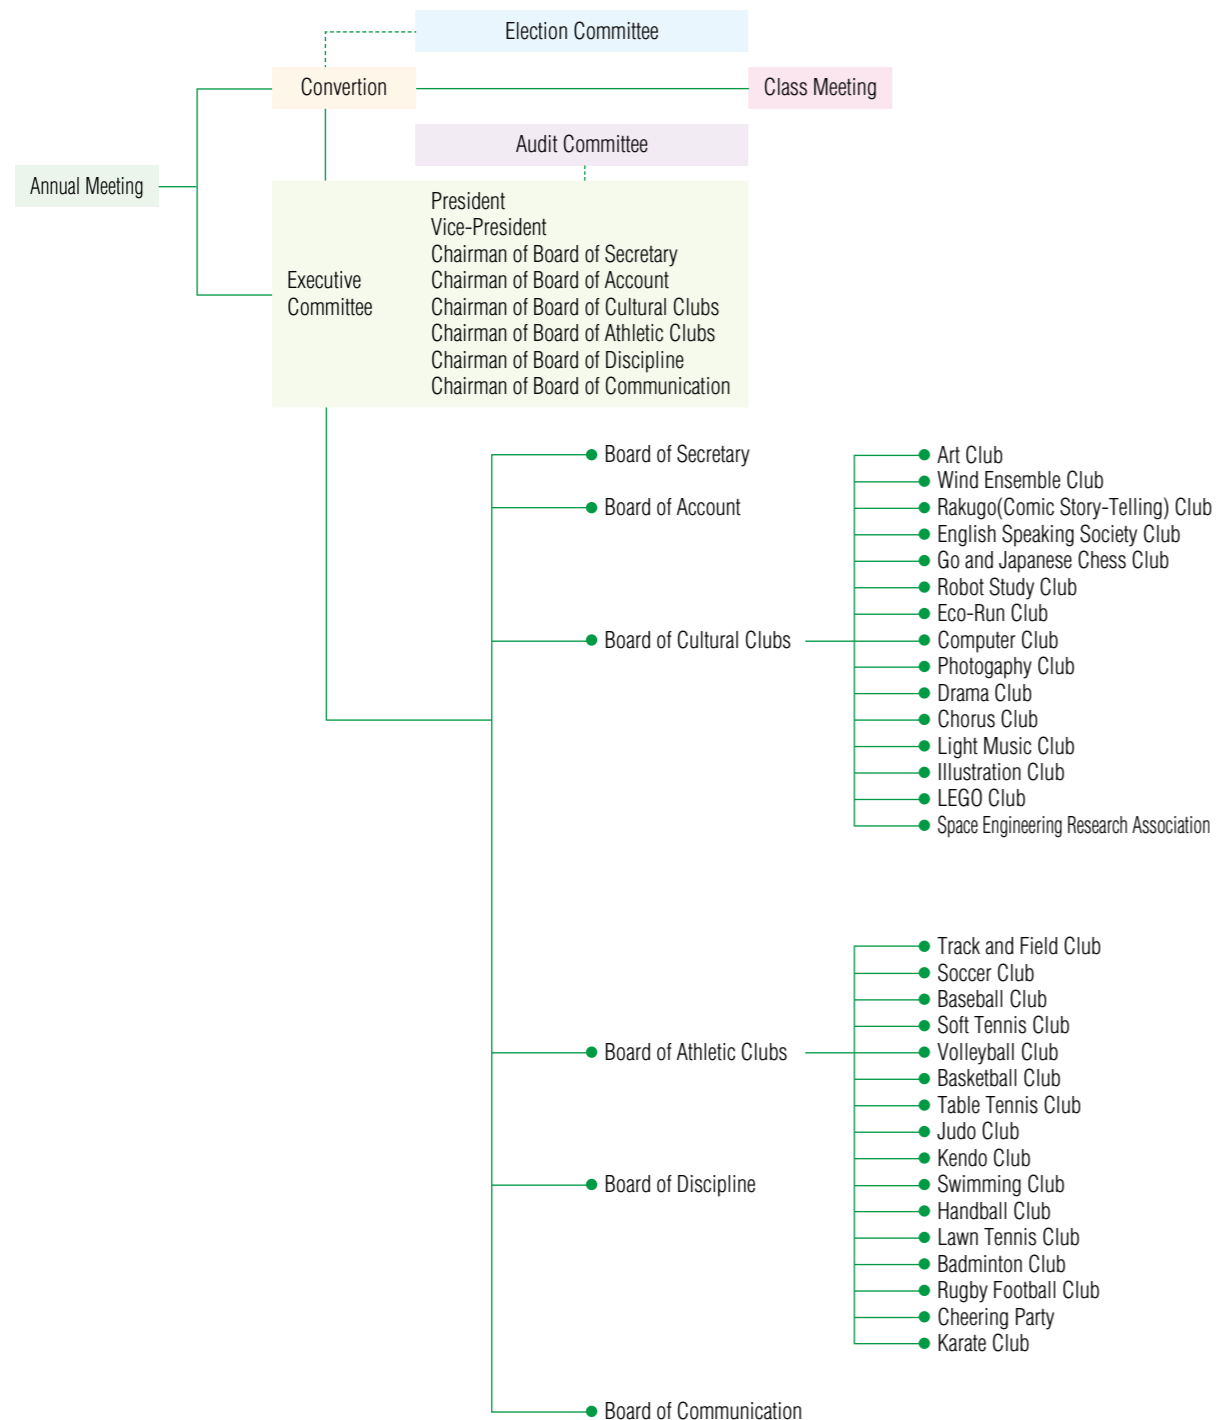 Election Committee
Convertion
Class Meeting
Audit Committee
Annual Meeting
Executive
Committee
President
Vice-President
Chairman of Board of Secretary
Chairman of Board of Account
Chairman of Board of Cultural Clubs
Chairman of Board of Athletic Clubs
Chairman of Board of Discipline
Chairman of Board of Communication
Board of Secretary
Board of Account
Board of Cultural Clubs
Art Club
Wind Ensemble Club
Rakugo(Comic Story-Telling) Club
English Speaking Society Club
Go and Japanese Chess Club
Robot Study Club
Eco-Run Club
Computer Club
Photogaphy Club
Drama Club
Chorus Club
Light Music Club
Illustration Club
LEGO Club
Space Engineering Research Association
Board of Athletic Clubs
Track and Field Club
Soccer Club
Baseball Club
Soft Tennis Club
Volleyball Club
Basketball Club
Table Tennis Club
Judo Club
Kendo Club
Swimming Club
Handball Club
Lawn Tennis Club
Badminton Club
Rugby Football Club
Cheering Party
Karate Club
Board of Discipline
Board of Communication